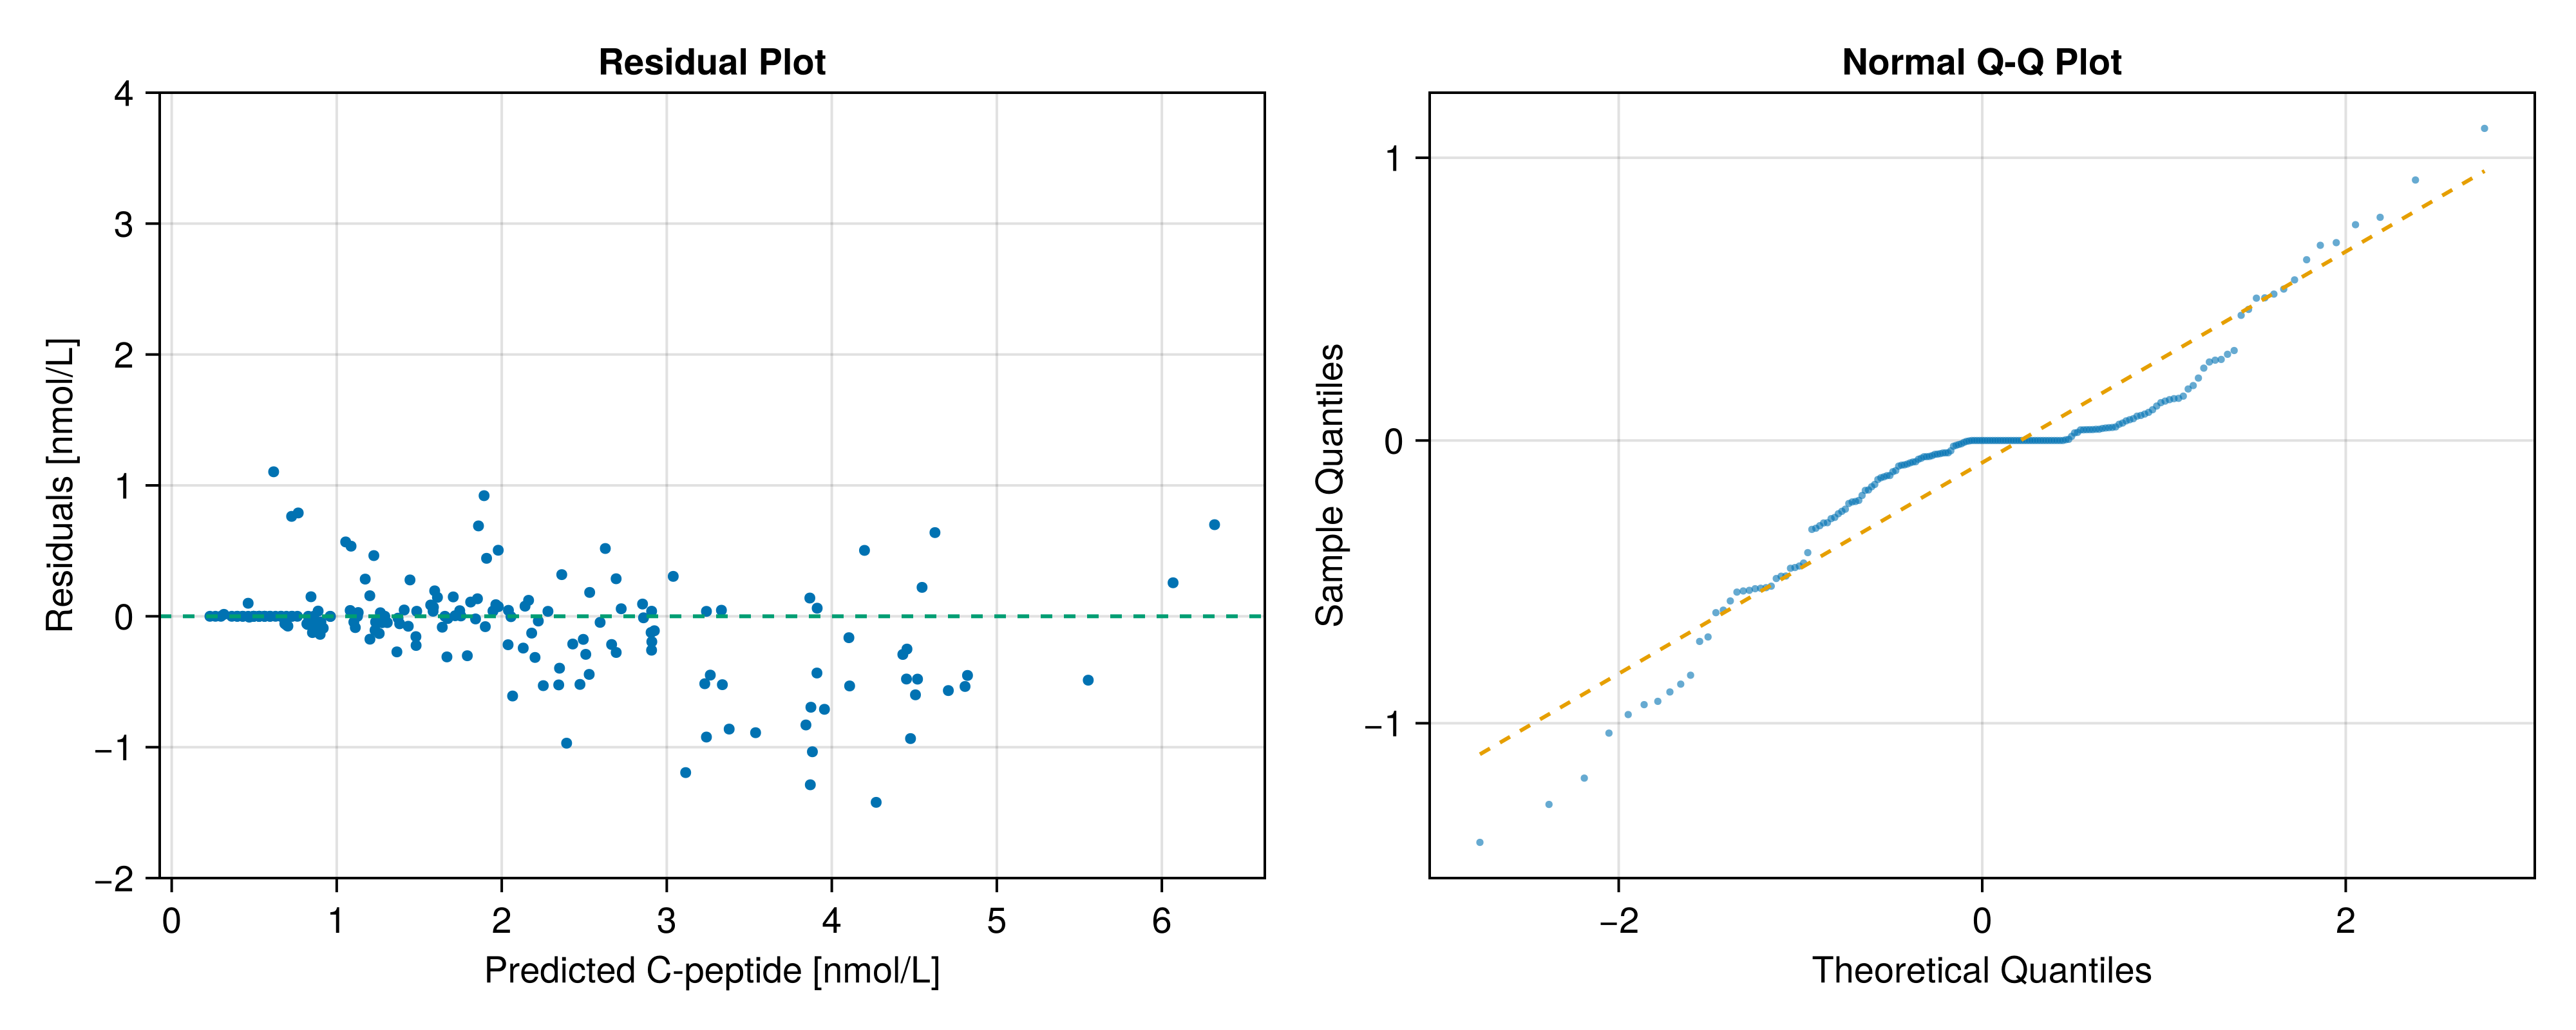 Residual Plot
4
3
2
1
0
−1
−2
Residuals [nmol/L]
0 1 2 3 4 5 6
Predicted C-peptide [nmol/L]
Normal Q-Q Plot
1
0
−1
Sample Quantiles
−2 0 2
Theoretical Quantiles